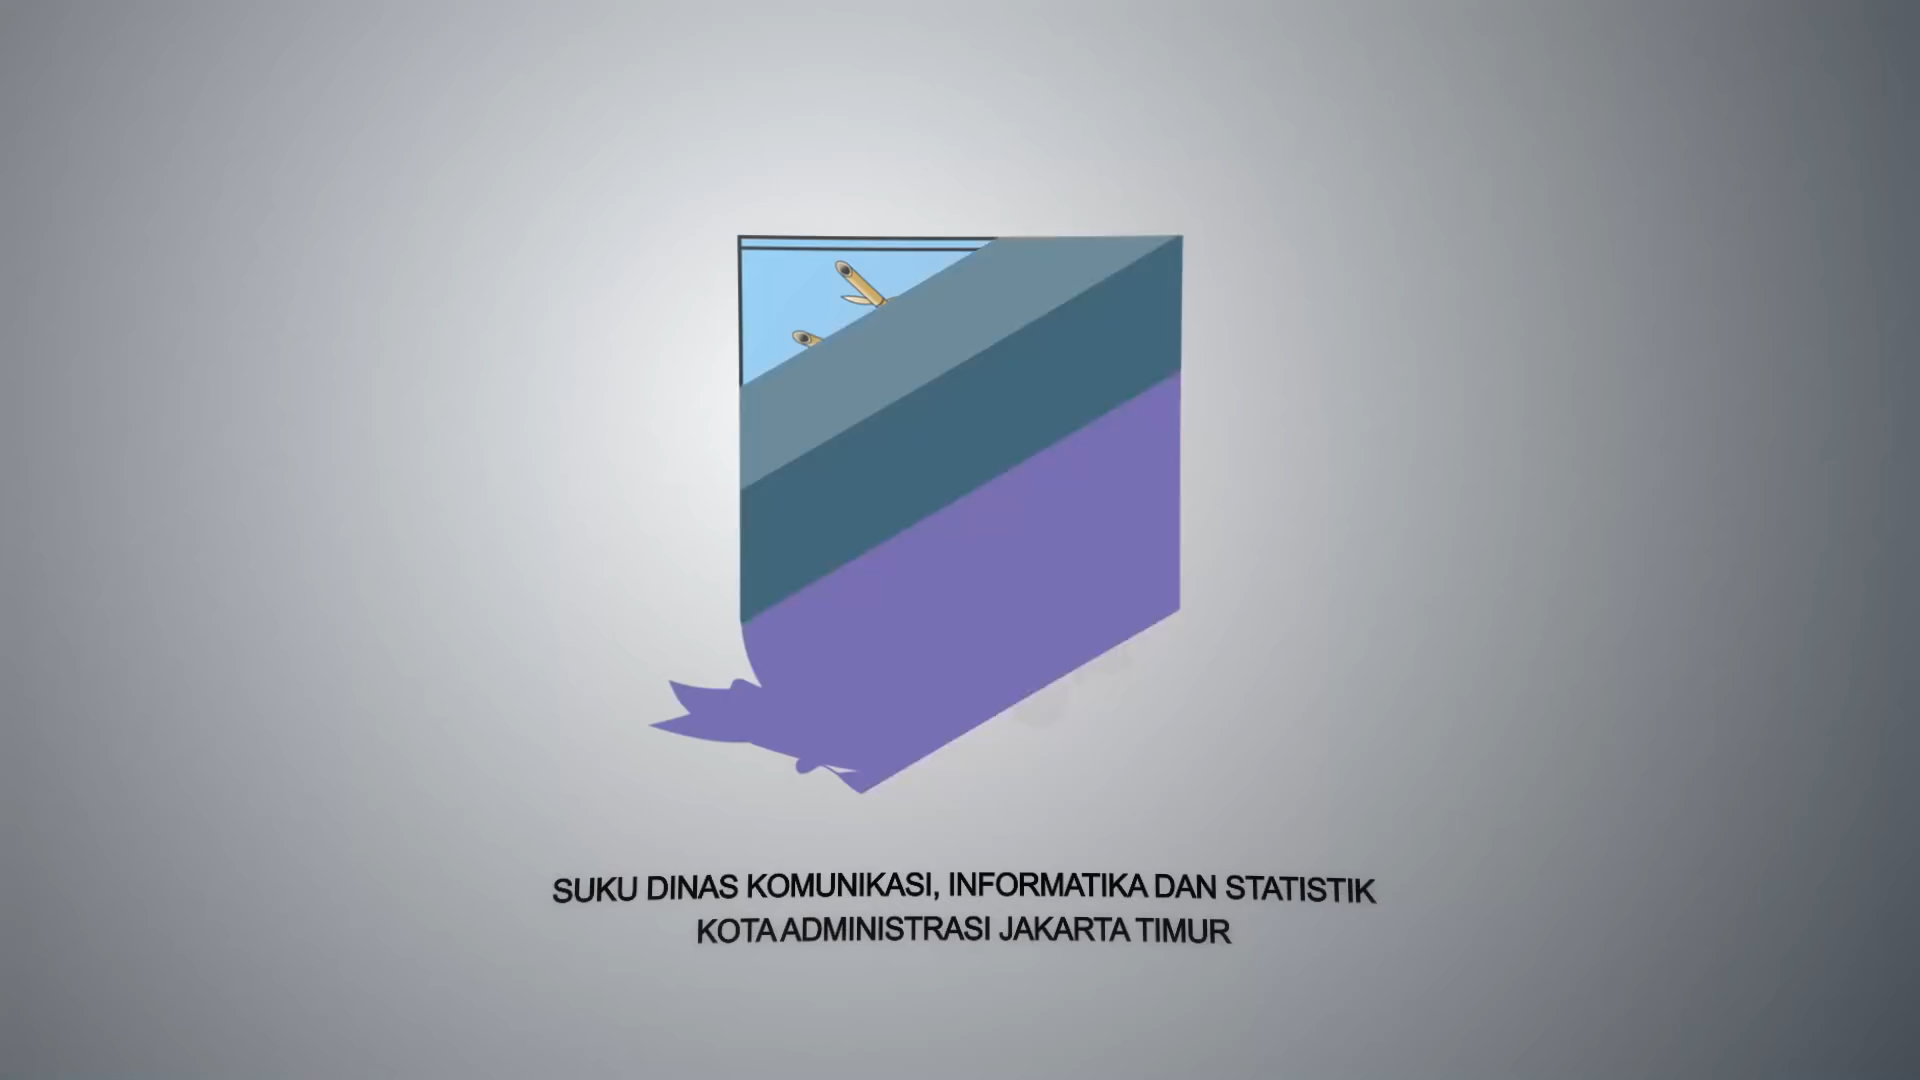 SUKU DINAS KOMUNIKASI, INFORMATIKA DAN STATISTIK
KOTA ADMINISTRASI JAKARTA TIMUR